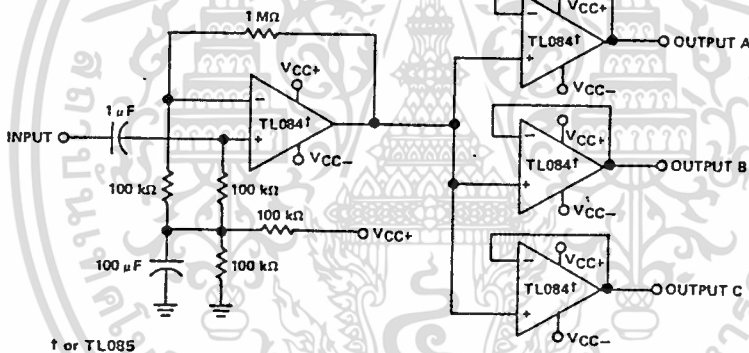 1 MΩ
VCC+
TL084†
VCC−
OUTPUT A
VCC+
TL084†
VCC−
1 μF
INPUT
VCC+
TL084†
VCC−
OUTPUT B
100 kΩ
100 kΩ
100 kΩ
VCC+
100 μF
100 kΩ
VCC+
TL084†
VCC−
OUTPUT C
† or TL085